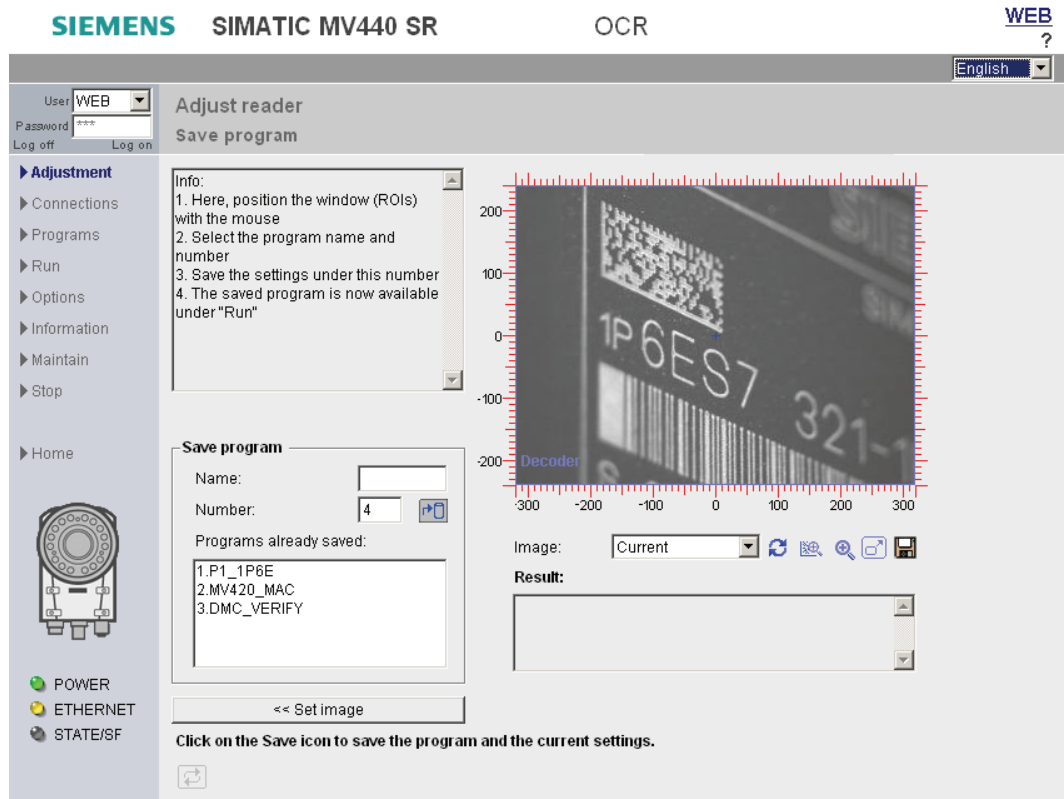 SIEMENS SIMATIC MV440 SR OCR WEB
?
English
User WEB
Password ***
Log off Log on
Adjust reader
Save program
Adjustment
Connections
Programs
Run
Options
Information
Maintain
Stop
Home
POWER
ETHERNET
STATE/SF
Info:
1. Here, position the window (ROIs)
with the mouse
2. Select the program name and
number
3. Save the settings under this number
4. The saved program is now available
under "Run"
Save program
Name:
Number: 4
Programs already saved:
1.P1_1P6E
2.MV420_MAC
3.DMC_VERIFY
<< Set image
Click on the Save icon to save the program and the current settings.
200
100
0
-100
-200
1P 6ES7 321-1
Decoder
-300 -200 -100 0 100 200 300
Image: Current
Result: